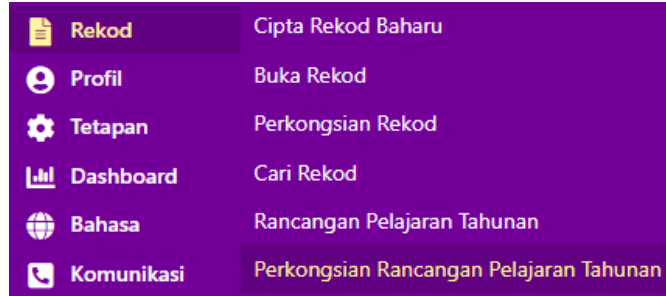 Rekod
Profil
Tetapan
Dashboard
Bahasa
Komunikasi
Cipta Rekod Baharu
Buka Rekod
Perkongsian Rekod
Cari Rekod
Rancangan Pelajaran Tahunan
Perkongsian Rancangan Pelajaran Tahunan